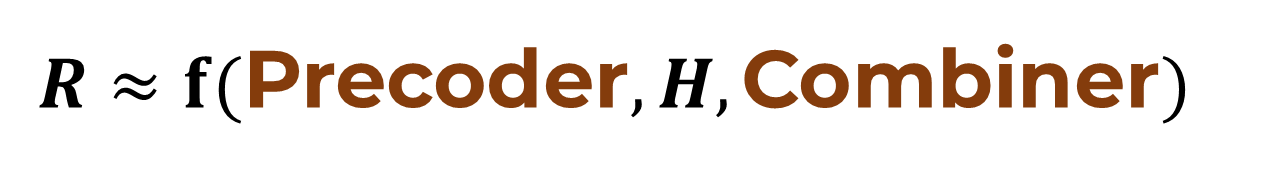 R ≈ f(Precoder, H, Combiner)